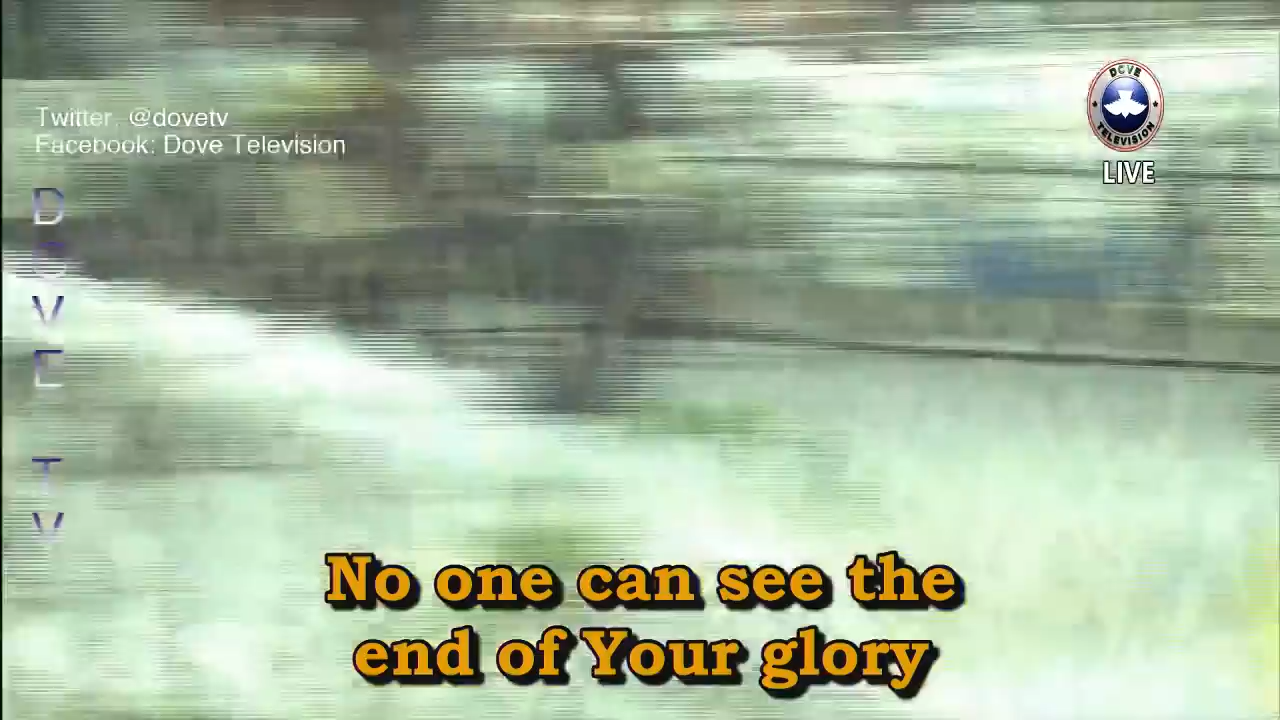 Twitter. @dovetv
Facebook: Dove Television
DOVE
TELEVISION
LIVE
DOVE TV
No one can see the
end of Your glory